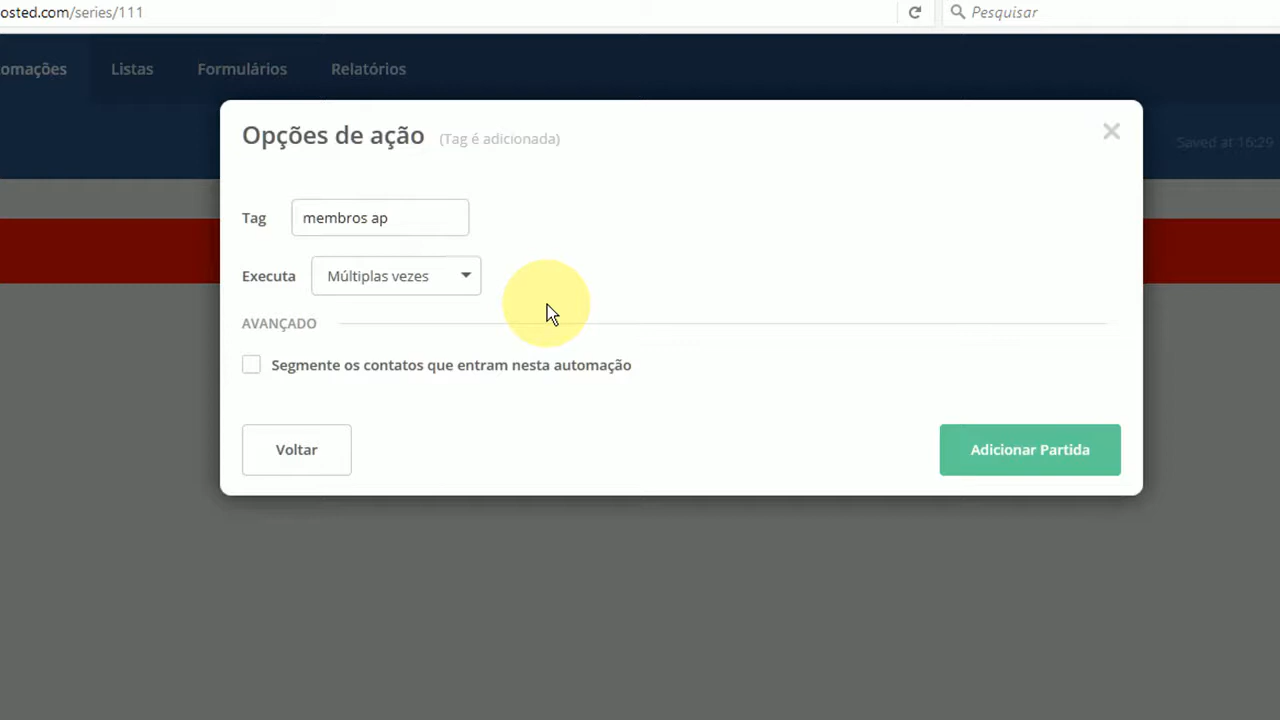 osted.com/series/111
Pesquisar
omações Listas Formulários Relatórios
Opções de ação (Tag é adicionada)
Saved at 16:29
Tag membros ap
Executa Múltiplas vezes
AVANÇADO
Segmente os contatos que entram nesta automação
Voltar Adicionar Partida